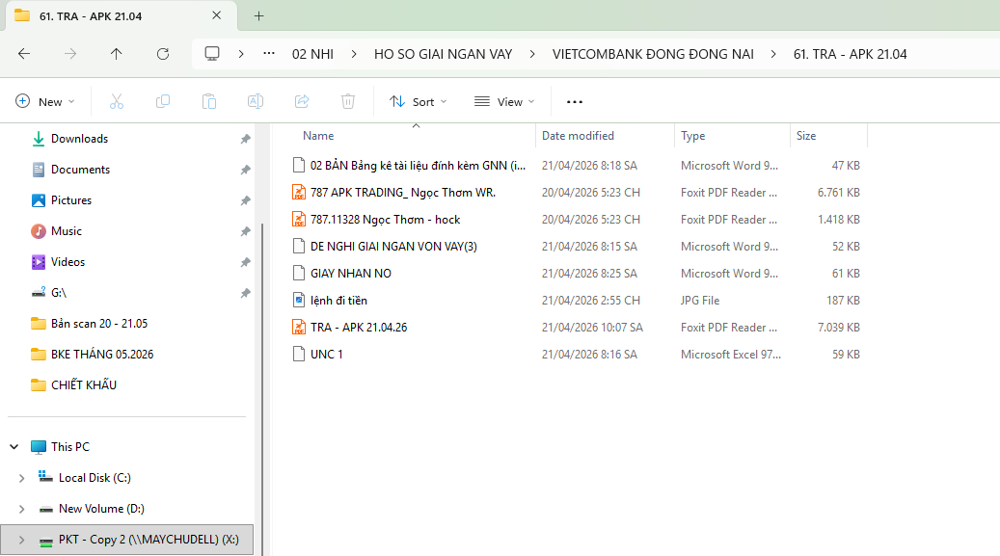 61. TRA - APK 21.04
02 NHI > HO SO GIAI NGAN VAY > VIETCOMBANK ĐONG ĐONG NAI > 61. TRA - APK 21.04
New Sort View
Name Date modified Type Size
Downloads
Documents
Pictures
Music
Videos
G:\
Bản scan 20 - 21.05
BKE THÁNG 05.2026
CHIẾT KHẤU
This PC
Local Disk (C:)
New Volume (D:)
PKT - Copy 2 (\\MAYCHUDELL) (X:)
02 BẢN Bảng kê tài liệu đính kèm GNN (i... 21/04/2026 8:18 SA Microsoft Word 9... 47 KB
787 APK TRADING_ Ngọc Thơm WR. 20/04/2026 5:23 CH Foxit PDF Reader ... 6.761 KB
787.11328 Ngọc Thơm - hock 20/04/2026 5:23 CH Foxit PDF Reader ... 1.418 KB
DE NGHI GIAI NGAN VON VAY(3) 21/04/2026 8:15 SA Microsoft Word 9... 52 KB
GIAY NHAN NO 21/04/2026 8:25 SA Microsoft Word 9... 61 KB
lệnh đi tiền 21/04/2026 2:55 CH JPG File 187 KB
TRA - APK 21.04.26 21/04/2026 10:07 SA Foxit PDF Reader ... 7.039 KB
UNC 1 21/04/2026 8:16 SA Microsoft Excel 97... 59 KB